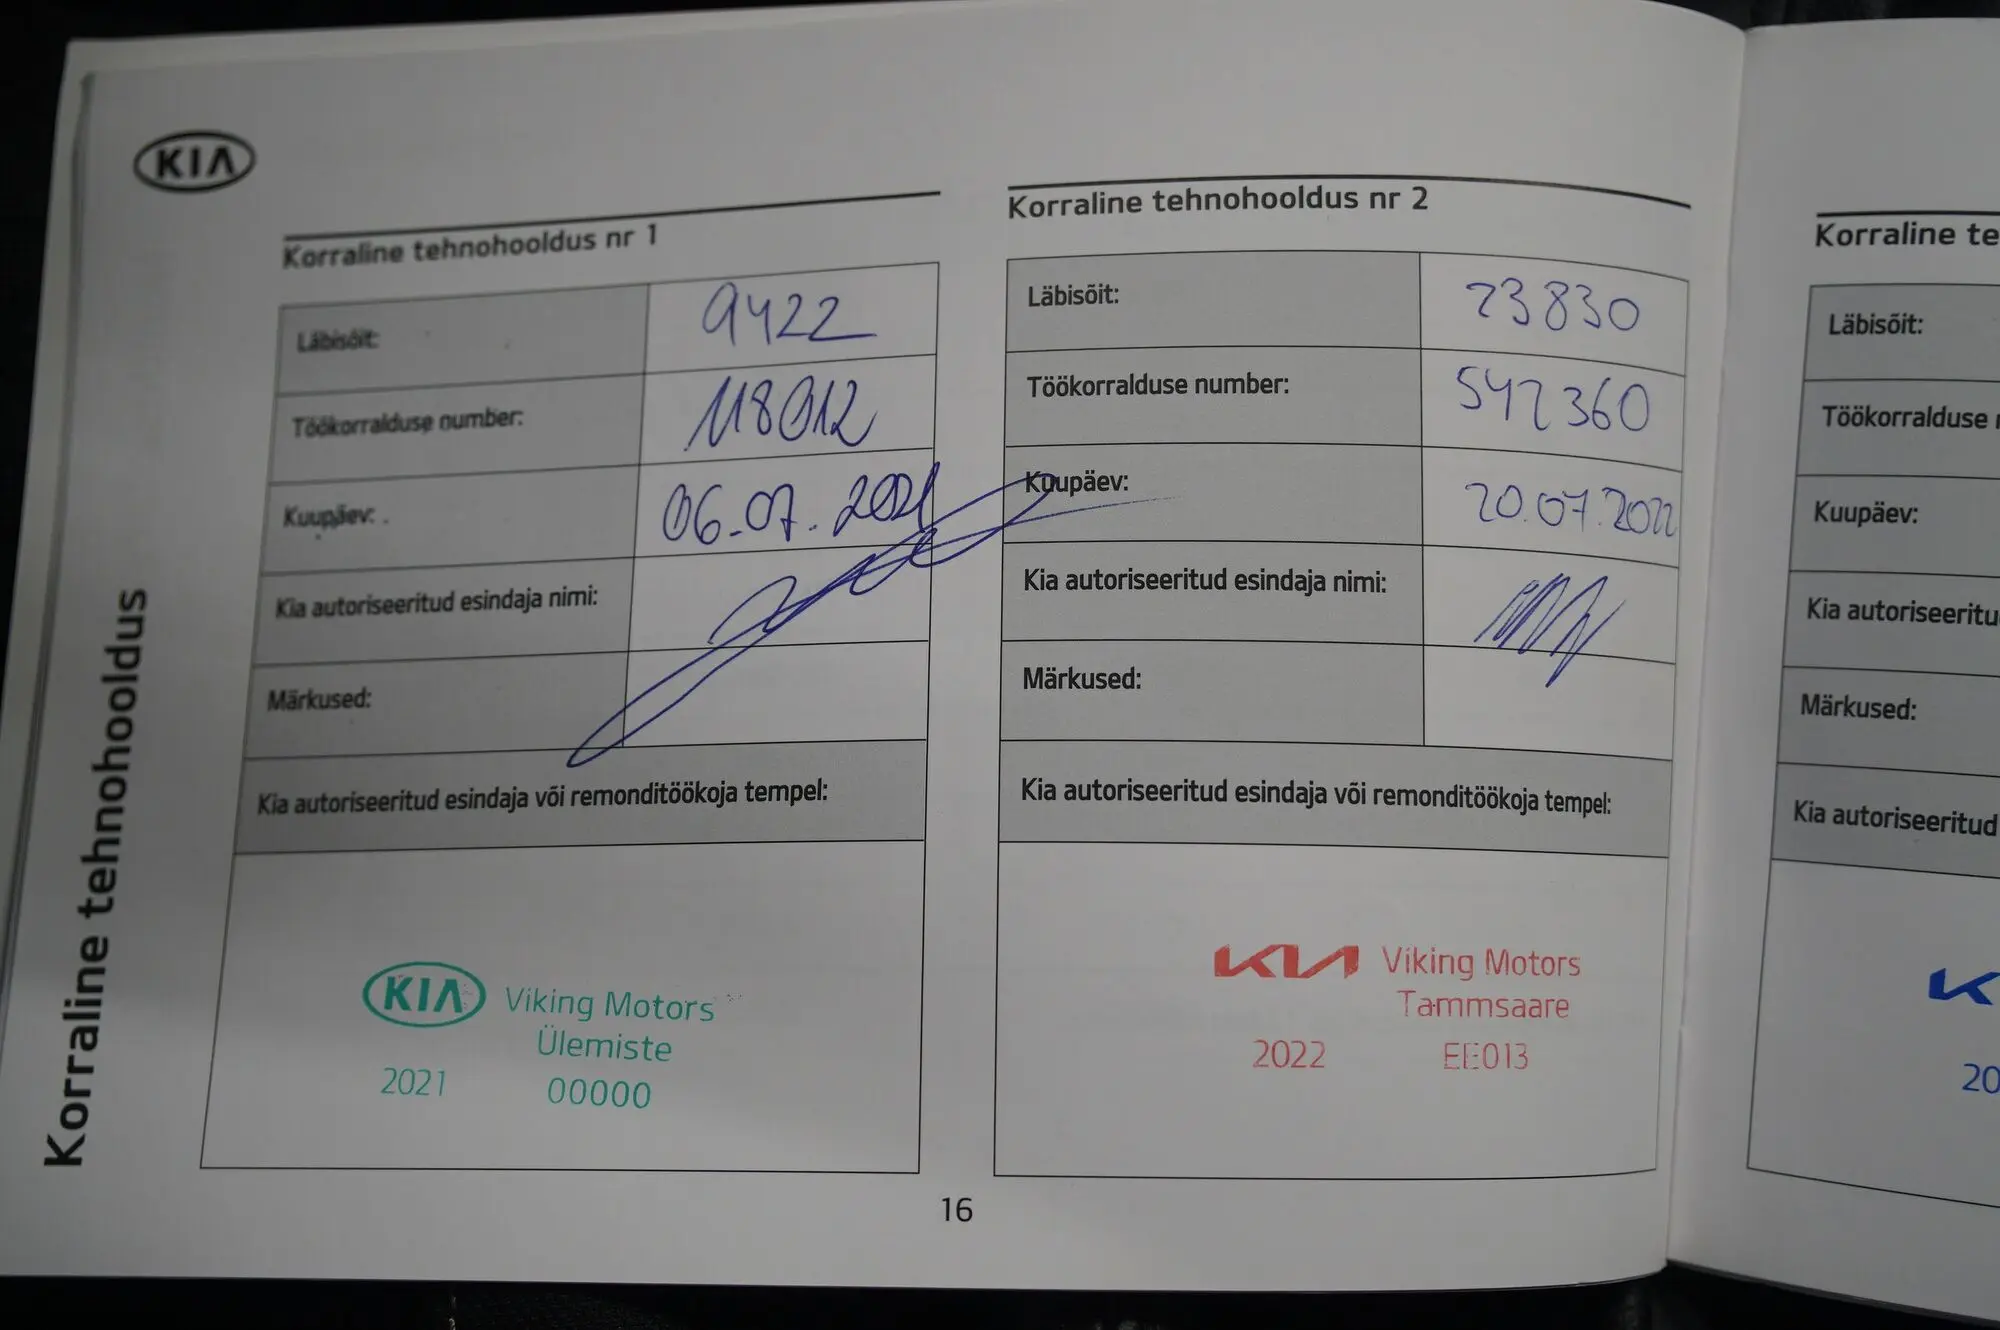 KIA
Korraline tehnohooldus
Korraline tehnohooldus nr 1
Läbisõit: 9422
Töökorralduse number: 118012
Kuupäev: 06.07.2021
Kia autoriseeritud esindaja nimi:
Märkused:
Kia autoriseeritud esindaja või remonditöökoja tempel:
KIA Viking Motors
Ülemiste
2021 00000
Korraline tehnohooldus nr 2
Läbisõit: 23830
Töökorralduse number: 542360
Kuupäev: 20.07.2022
Kia autoriseeritud esindaja nimi:
Märkused:
Kia autoriseeritud esindaja või remonditöökoja tempel:
KIA Viking Motors
Tammsaare
2022 EE013
16
Korraline te
Läbisõit:
Töökorralduse
Kuupäev:
Kia autoriseeritu
Märkused:
Kia autoriseeritud
20